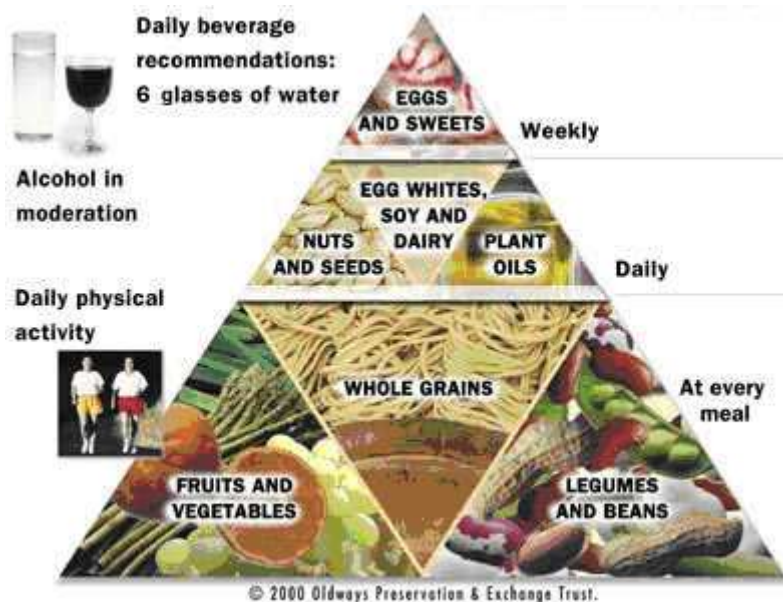 Daily beverage
recommendations:
6 glasses of water
Alcohol in
moderation
EGGS
AND SWEETS
Weekly
EGG WHITES,
SOY AND
DAIRY
NUTS
AND SEEDS
PLANT
OILS
Daily
Daily physical
activity
WHOLE GRAINS
At every
meal
FRUITS AND
VEGETABLES
LEGUMES
AND BEANS
© 2000 Oldways Preservation & Exchange Trust.